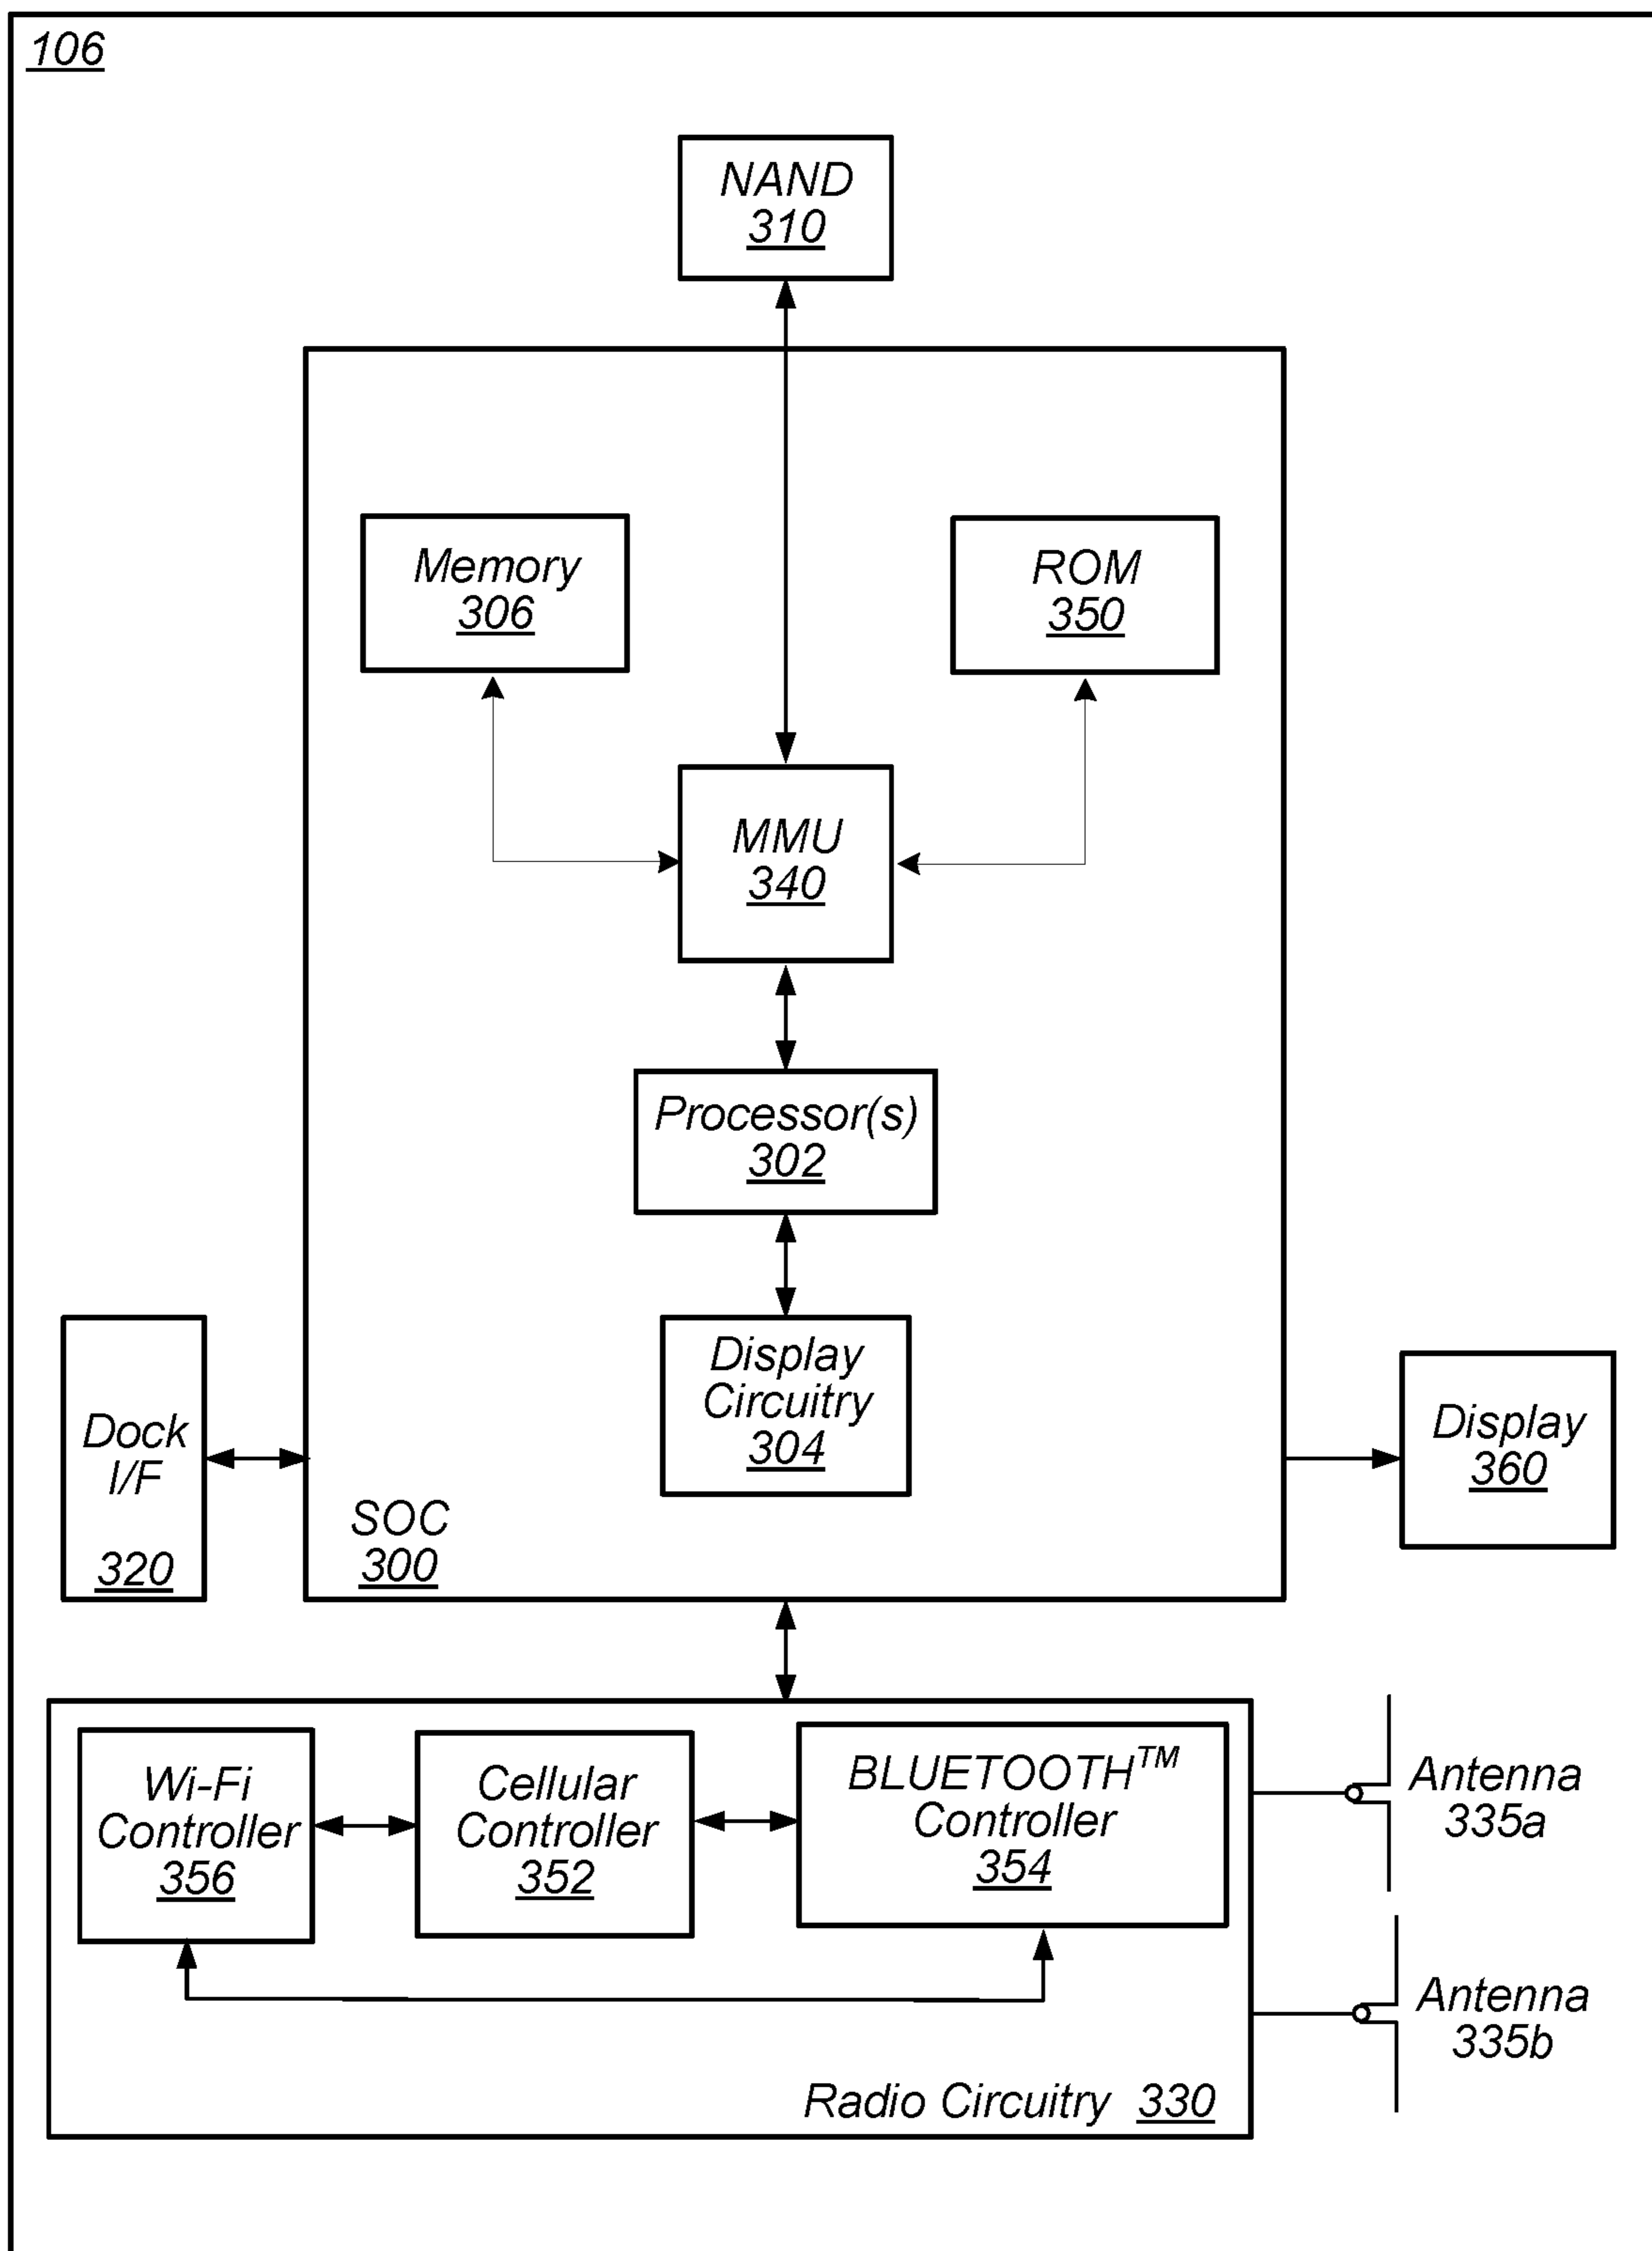 106
NAND
310
Memory
306
ROM
350
MMU
340
Processor(s)
302
Display
Circuitry
304
Dock
I/F
320
SOC
300
Display
360
Wi-Fi
Controller
356
Cellular
Controller
352
BLUETOOTH™
Controller
354
Antenna
335a
Antenna
335b
Radio Circuitry 330